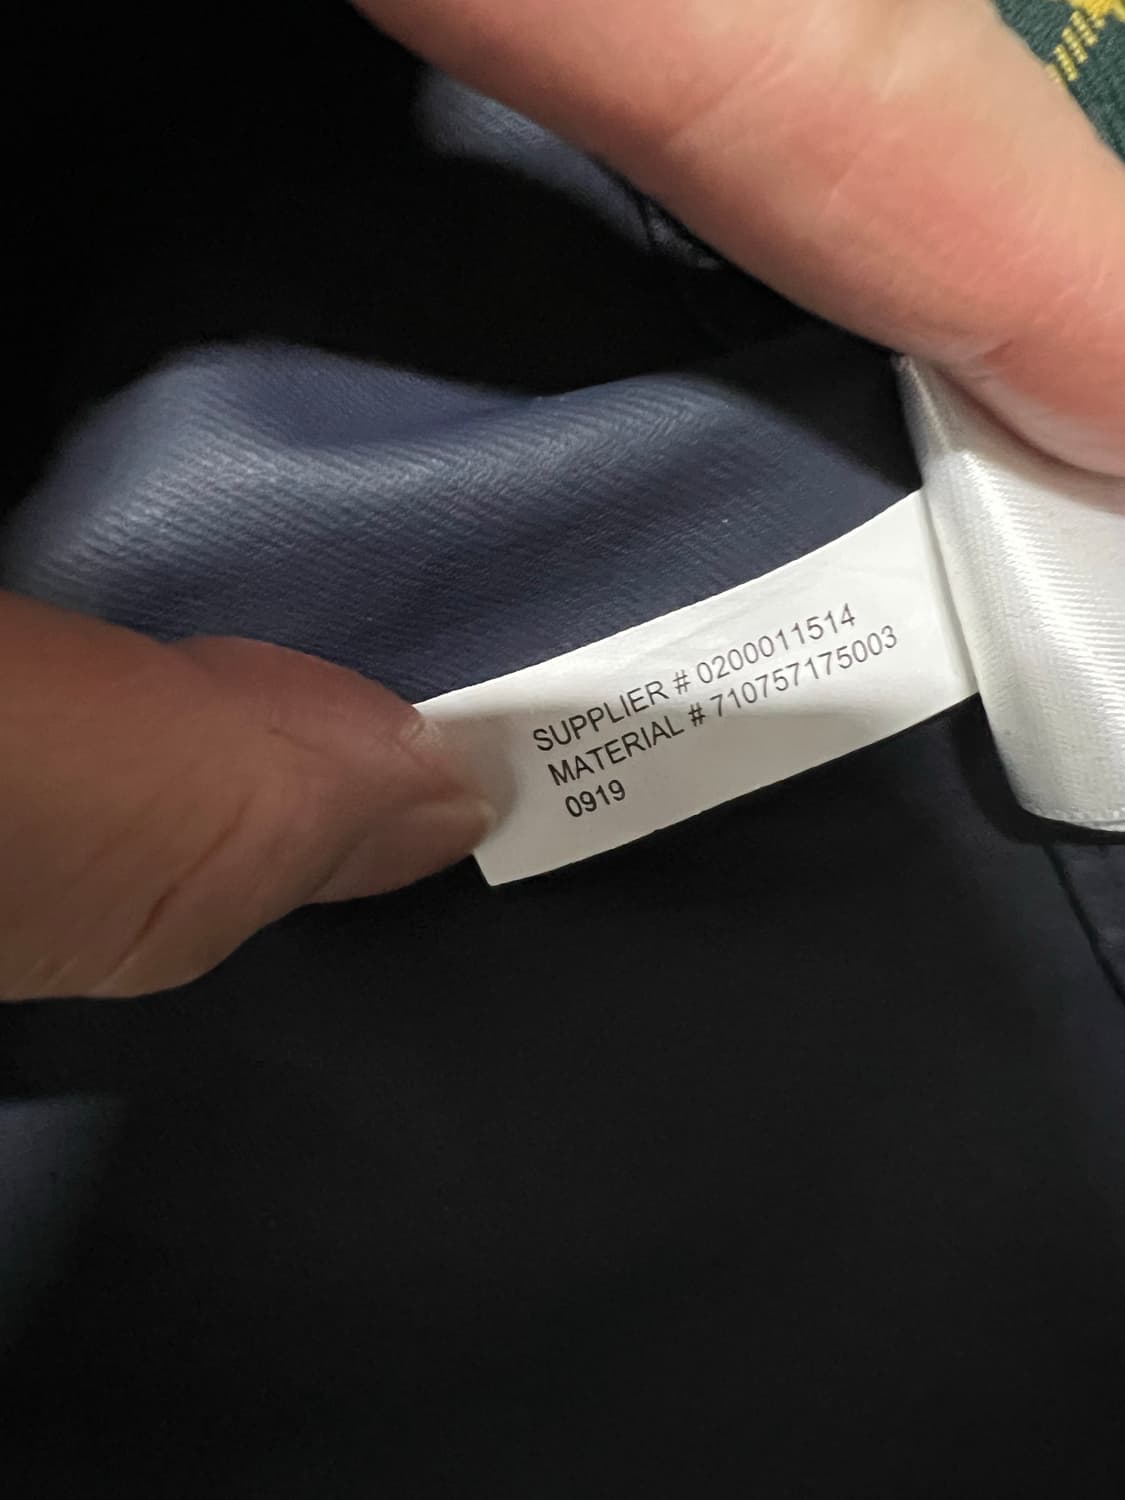 SUPPLIER # 0200011514
MATERIAL # 710757175003
0919